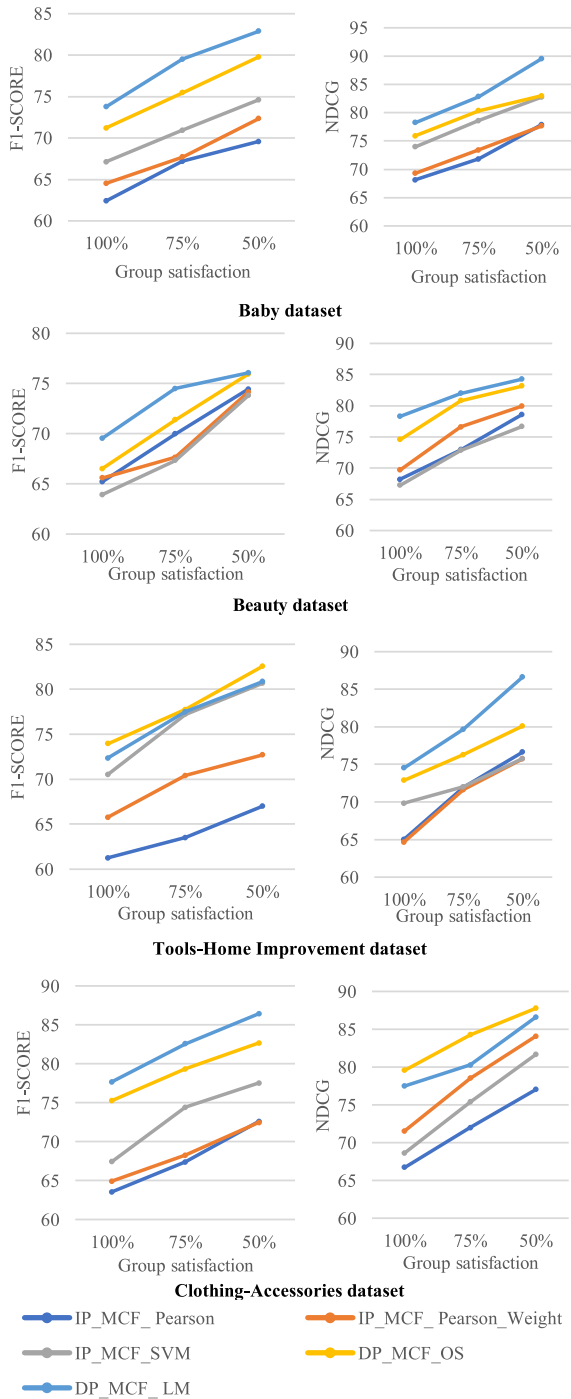 F1-SCORE
85
80
75
70
65
60
100% 75% 50%
Group satisfaction
NDCG
95
90
85
80
75
70
65
60
100% 75% 50%
Group satisfaction
Baby dataset
F1-SCORE
80
75
70
65
60
100% 75% 50%
Group satisfaction
NDCG
90
85
80
75
70
65
60
100% 75% 50%
Group satisfaction
Beauty dataset
F1-SCORE
85
80
75
70
65
60
100% 75% 50%
Group satisfaction
NDCG
90
85
80
75
70
65
60
100% 75% 50%
Group satisfaction
Tools-Home Improvement dataset
F1-SCORE
90
85
80
75
70
65
60
100% 75% 50%
Group satisfaction
NDCG
90
85
80
75
70
65
60
100% 75% 50%
Group satisfaction
Clothing-Accessories dataset
IP_MCF_ Pearson
IP_MCF_ Pearson_Weight
IP_MCF_SVM
DP_MCF_OS
DP_MCF_ LM